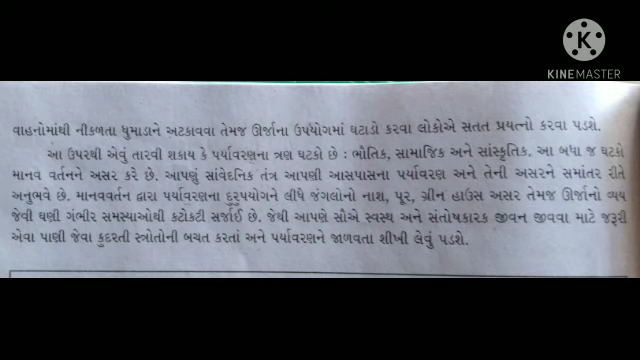 KINEMASTER
વાહનોમાંથી નીકળતા ધુમાડાને અટકાવવા તેમજ ઊર્જાના ઉપયોગમાં ઘટાડો કરવા લોકોએ સતત પ્રયત્નો કરવા પડશે.
આ ઉપરથી એવું તારવી શકાય કે પર્યાવરણના ત્રણ ઘટકો છે : ભૌતિક, સામાજિક અને સાંસ્કૃતિક. આ બધા જ ઘટકો
માનવ વર્તનને અસર કરે છે. આપણું સાંવેદનિક તંત્ર આપણી આસપાસના પર્યાવરણ અને તેની અસરને સમાંતર રીતે
અનુભવે છે. માનવવર્તન દ્વારા પર્યાવરણના દુરુપયોગને લીધે જંગલોનો નાશ, પૂર, ગ્રીન હાઉસ અસર તેમજ ઊર્જાનો વ્યય
જેવી ઘણી ગંભીર સમસ્યાઓથી કટોકટી સર્જાઈ છે. જેથી આપણે સૌએ સ્વસ્થ અને સંતોષકારક જીવન જીવવા માટે જરૂરી
એવા પાણી જેવા કુદરતી સ્ત્રોતોની બચત કરતાં અને પર્યાવરણને જાળવતા શીખી લેવું પડશે.